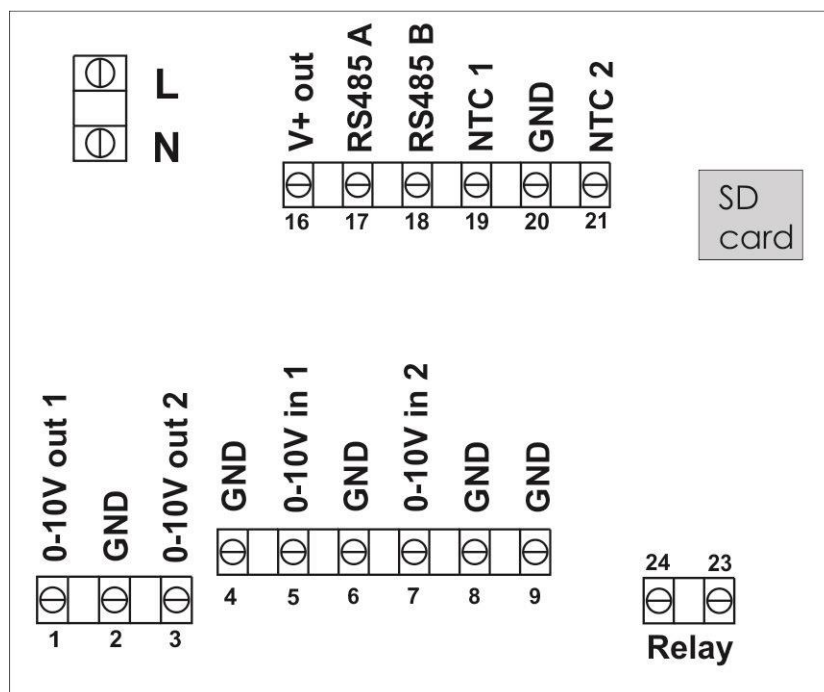 L
N
V+ out
RS485 A
RS485 B
NTC 1
GND
NTC 2
16 17 18 19 20 21
SD
card
0-10V out 1
GND
0-10V out 2
GND
0-10V in 1
GND
0-10V in 2
GND
GND
1 2 3
4 5 6 7 8 9
24 23
Relay